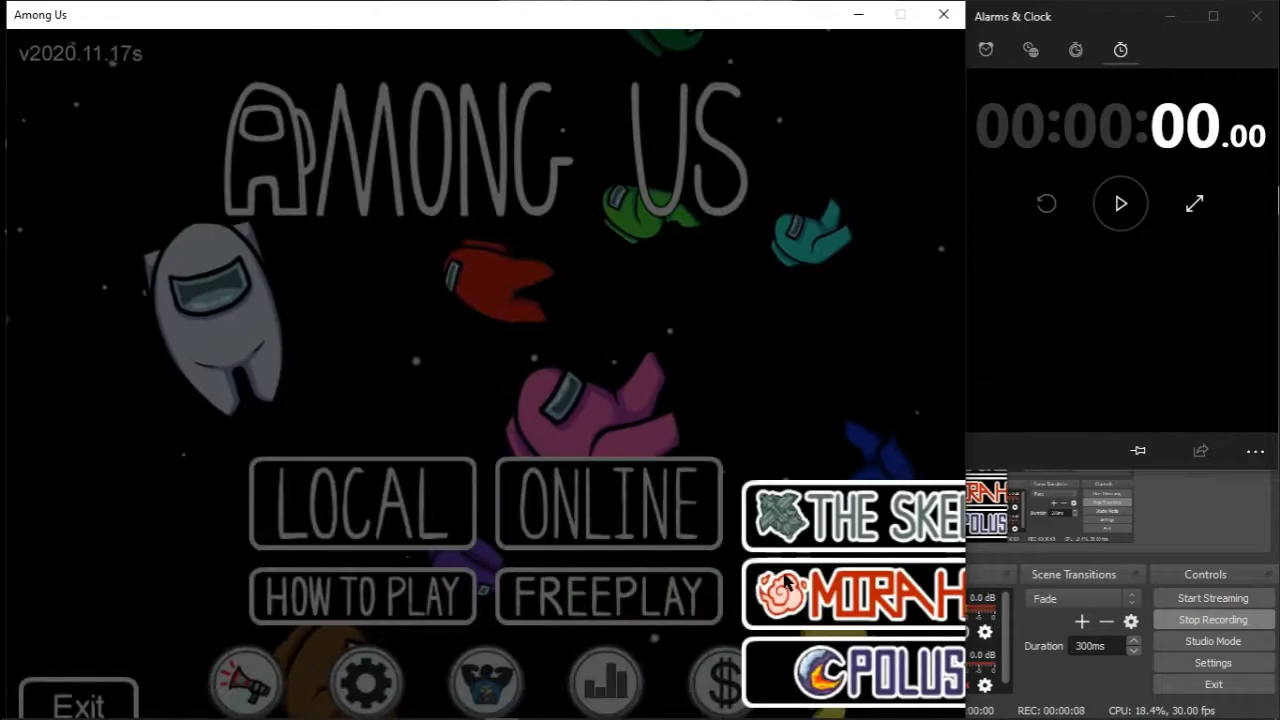 Among Us
Alarms & Clock
v2020.11.17s
AMONG US
00:00:00.00
LOCAL
ONLINE
HOW TO PLAY
FREEPLAY
THE SKE
MIRA H
POLUS
Exit
$
Scene Transitions
Controls
0.0 dB
Fade
Start Streaming
Stop Recording
Duration 300ms
Studio Mode
0.0 dB
Settings
Exit
:00:00
REC: 00:00:08
CPU: 18.4%, 30.00 fps